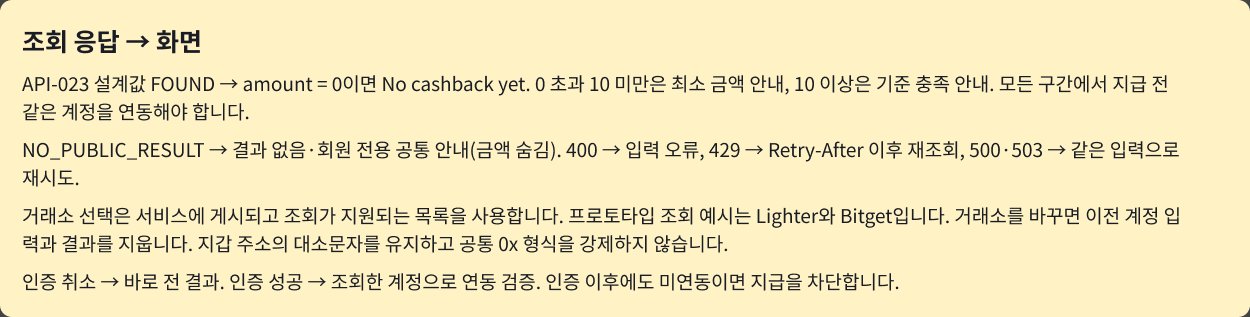 조회 응답 → 화면
API-023 설계값 FOUND → amount = 0이면 No cashback yet. 0 초과 10 미만은 최소 금액 안내, 10 이상은 기준 충족 안내. 모든 구간에서 지급 전
같은 계정을 연동해야 합니다.
NO_PUBLIC_RESULT → 결과 없음·회원 전용 공통 안내(금액 숨김). 400 → 입력 오류, 429 → Retry-After 이후 재조회, 500·503 → 같은 입력으로
재시도.
거래소 선택은 서비스에 게시되고 조회가 지원되는 목록을 사용합니다. 프로토타입 조회 예시는 Lighter와 Bitget입니다. 거래소를 바꾸면 이전 계정 입
력과 결과를 지웁니다. 지갑 주소의 대소문자를 유지하고 공통 0x 형식을 강제하지 않습니다.
인증 취소 → 바로 전 결과. 인증 성공 → 조회한 계정으로 연동 검증. 인증 이후에도 미연동이면 지급을 차단합니다.